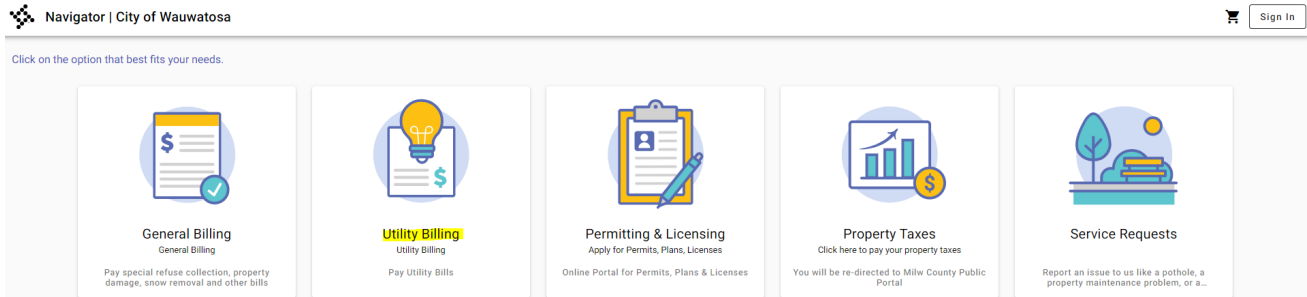 Navigator | City of Wauwatosa
Sign In
Click on the option that best fits your needs.
General Billing
General Billing
Pay special refuse collection, property
damage, snow removal and other bills
Utility Billing
Utility Billing
Pay Utility Bills
Permitting & Licensing
Apply for Permits, Plans, Licenses
Online Portal for Permits, Plans & Licenses
Property Taxes
Click here to pay your property taxes
You will be re-directed to Milw County Public
Portal
Service Requests
Report an issue to us like a pothole, a
property maintenance problem, or a...